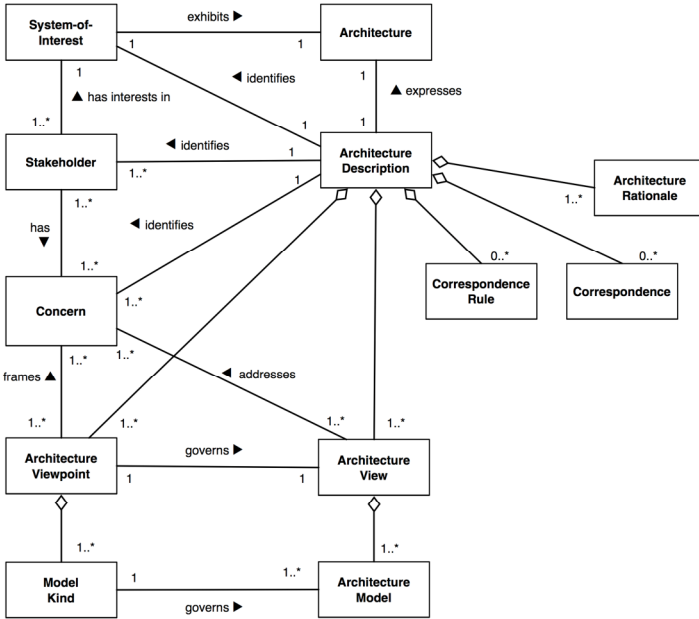 System-of-
Interest
exhibits ▶
Architecture
1
1
1
1
◀ identifies
▲ has interests in
▲ expresses
1..*
1
1
Stakeholder
◀ identifies
1..*
1
1
Architecture
Description
1..*
Architecture
Rationale
1..*
has
▼
◀ identifies
1..*
1..*
0..*
0..*
Concern
Correspondence
Rule
Correspondence
1..*
1..*
frames ▲
◀ addresses
1..*
1..*
1..*
1..*
Architecture
Viewpoint
governs ▶
1
1
Architecture
View
1..*
1..*
Model
Kind
1
1..*
governs ▶
Architecture
Model